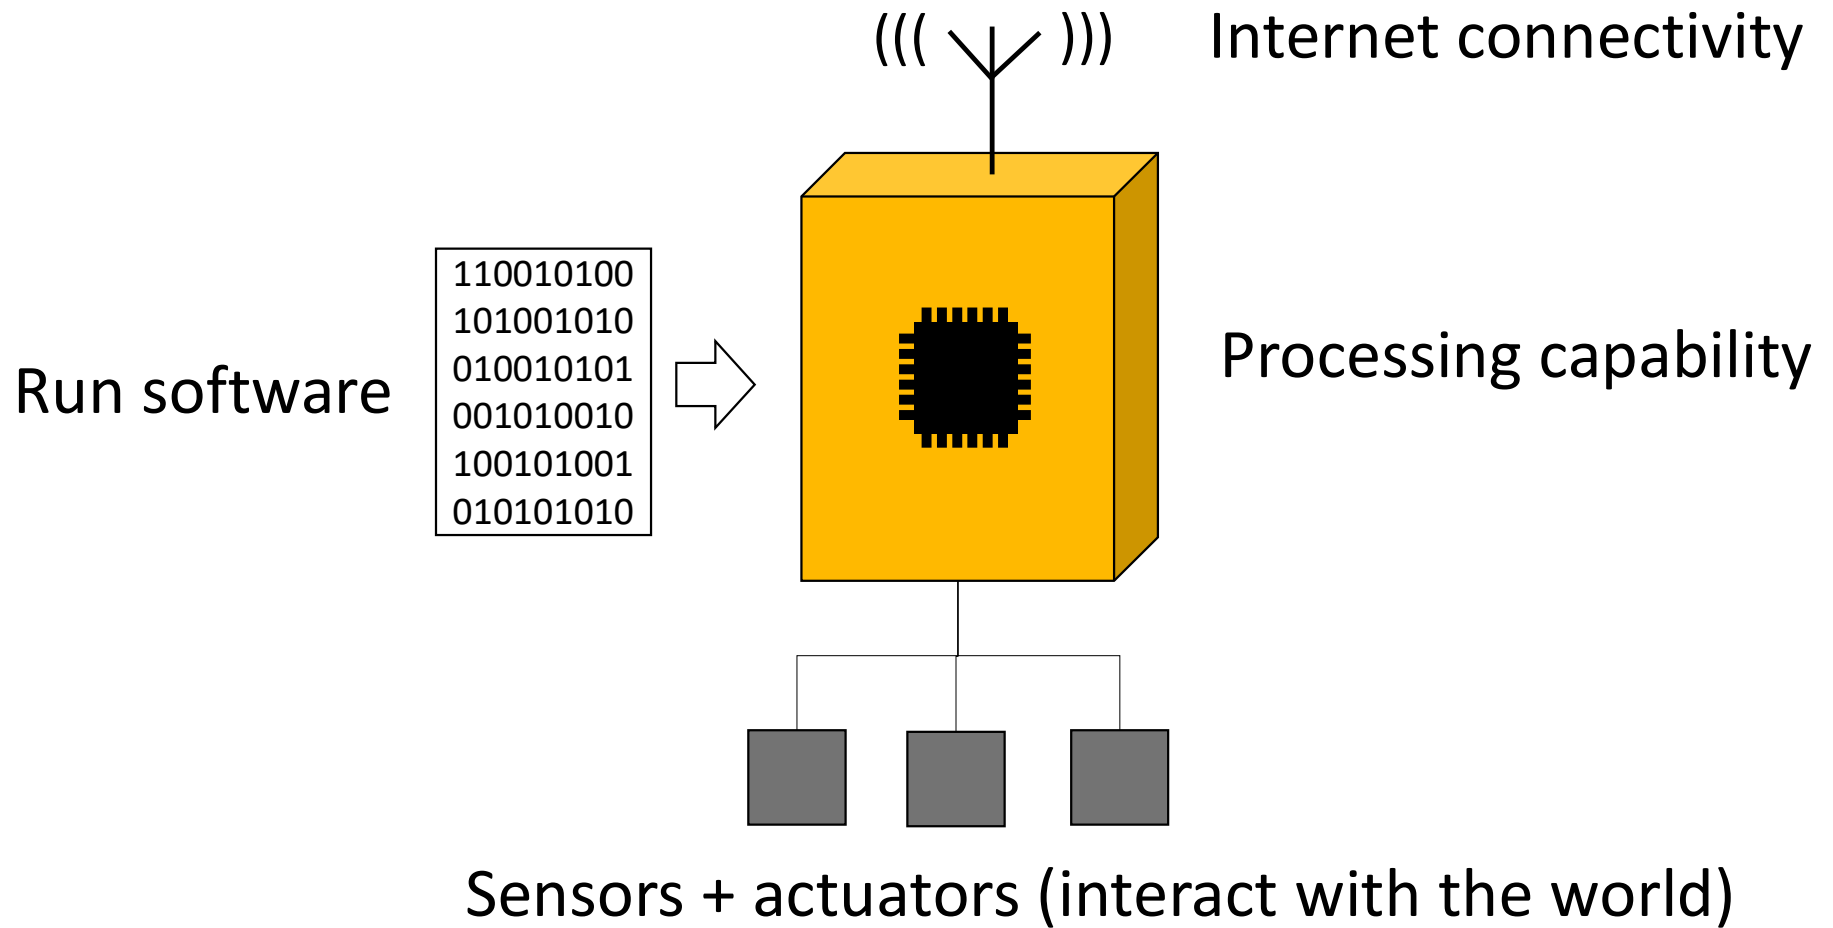 ((( )))
Internet connectivity
110010100
101001010
010010101
001010010
100101001
010101010
Run software
Processing capability
Sensors + actuators (interact with the world)